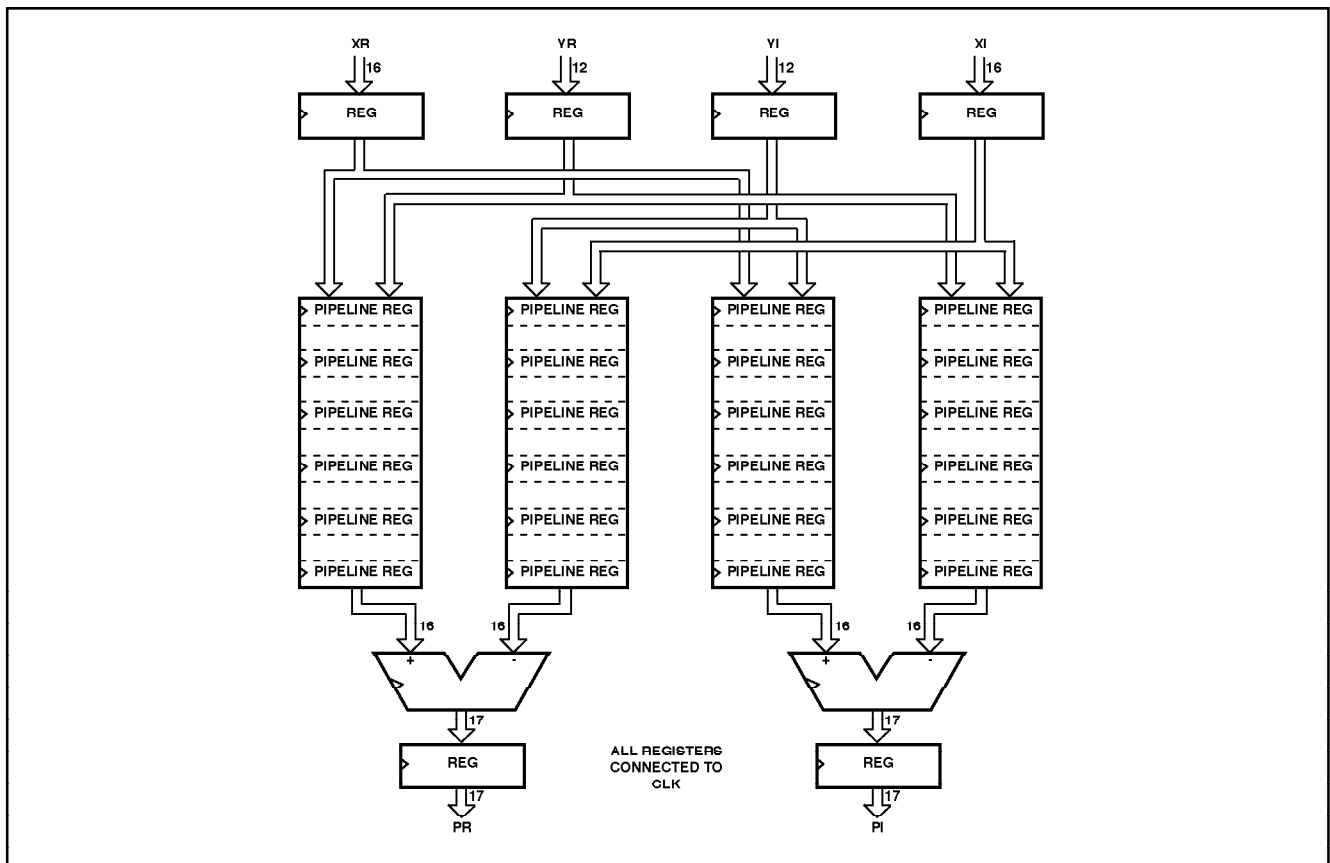 XR YR YI XI
16 12 12 16
REG REG REG REG
PIPELINE REG PIPELINE REG PIPELINE REG PIPELINE REG
PIPELINE REG PIPELINE REG PIPELINE REG PIPELINE REG
PIPELINE REG PIPELINE REG PIPELINE REG PIPELINE REG
PIPELINE REG PIPELINE REG PIPELINE REG PIPELINE REG
PIPELINE REG PIPELINE REG PIPELINE REG PIPELINE REG
PIPELINE REG PIPELINE REG PIPELINE REG PIPELINE REG
16 16 16 16
+ - + -
17 17
REG REG
ALL REGISTERS
CONNECTED TO
CLK
17 17
PR PI